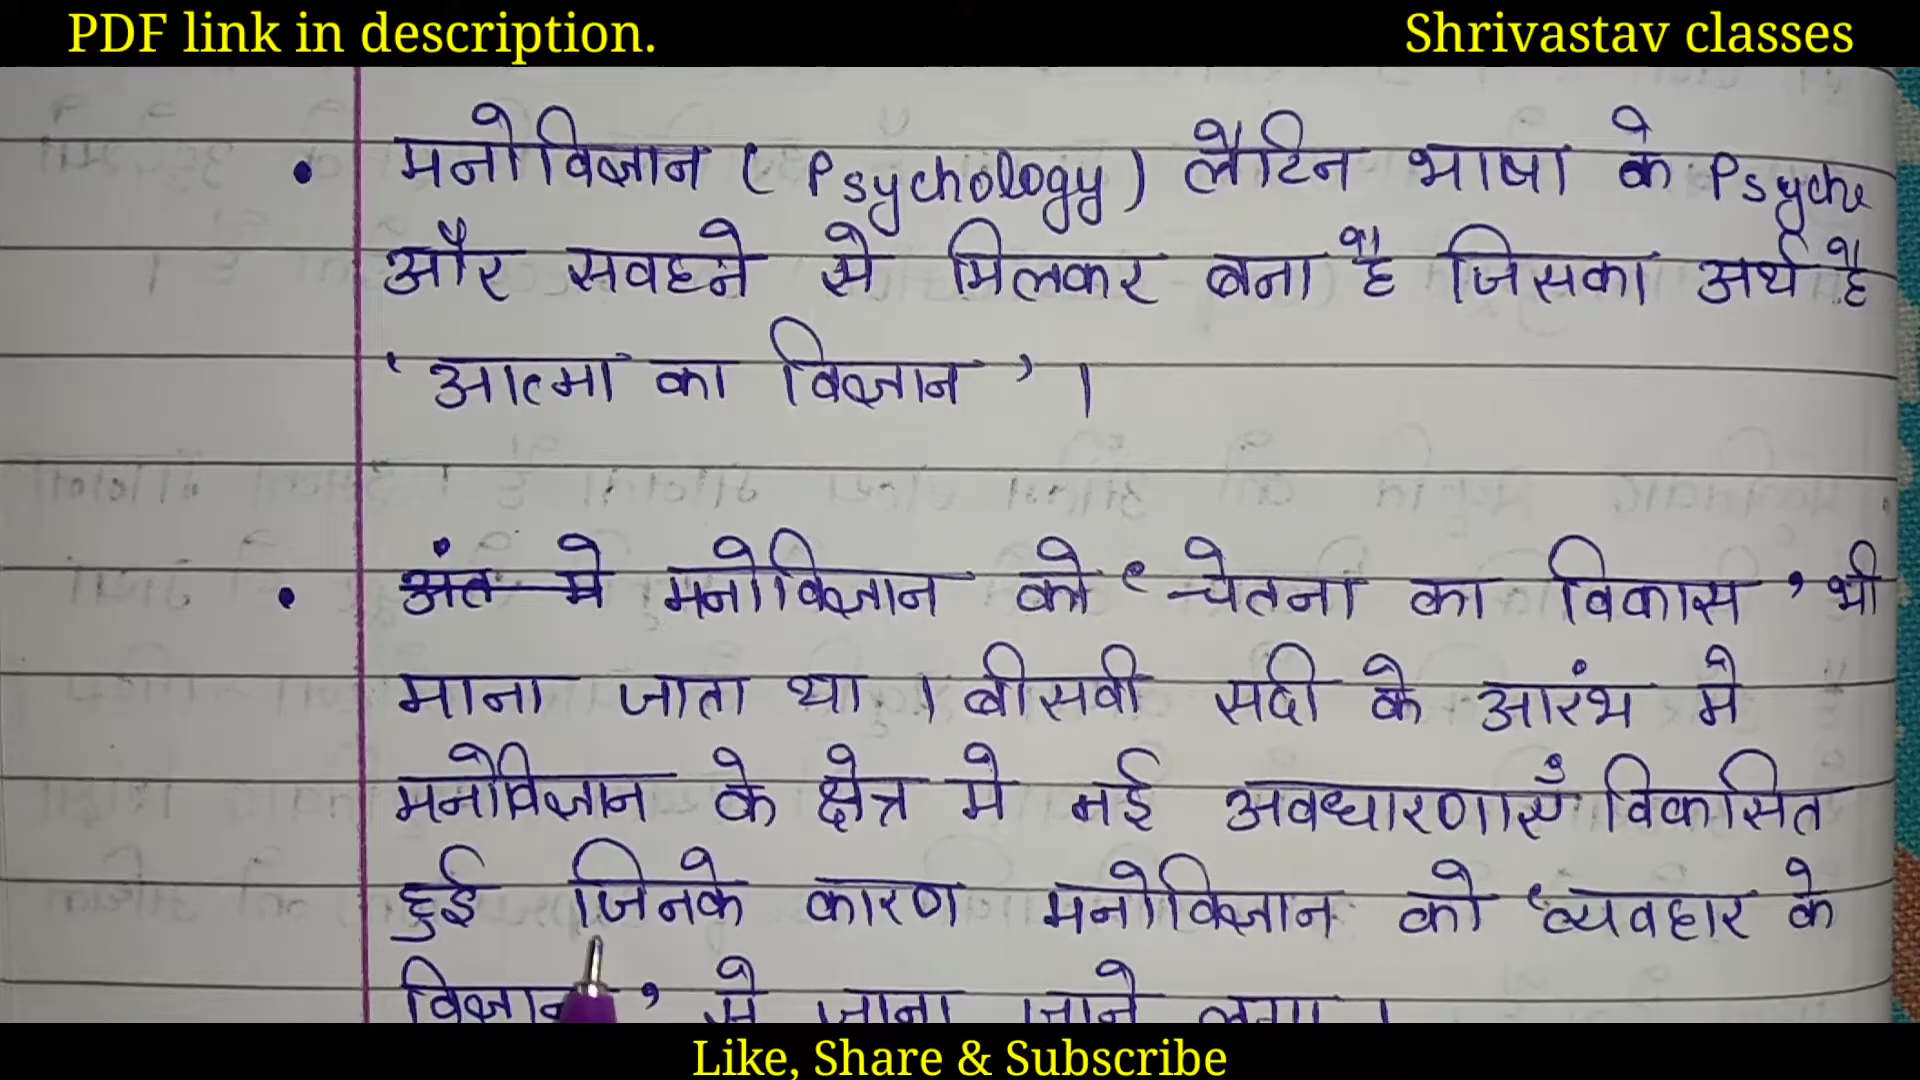 PDF link in description.
Shrivastav classes
• मनोविज्ञान ( Psychology ) लैटिन भाषा के Psyche
और सवहने से मिलकर बना है जिसका अर्थ है
' आत्मा का विज्ञान ' ।
• अंत मे मनोविज्ञान को ' चेतना का विकास ' भी
माना जाता था । बीसवी सदी के आरंभ मे
मनोविज्ञान के क्षेत्र मे नई अवधारणाएँ विकसित
हुई जिनके कारण मनोविज्ञान को 'व्यवहार के
विज्ञान ' से जाना जाने लगा ।
Like, Share & Subscribe